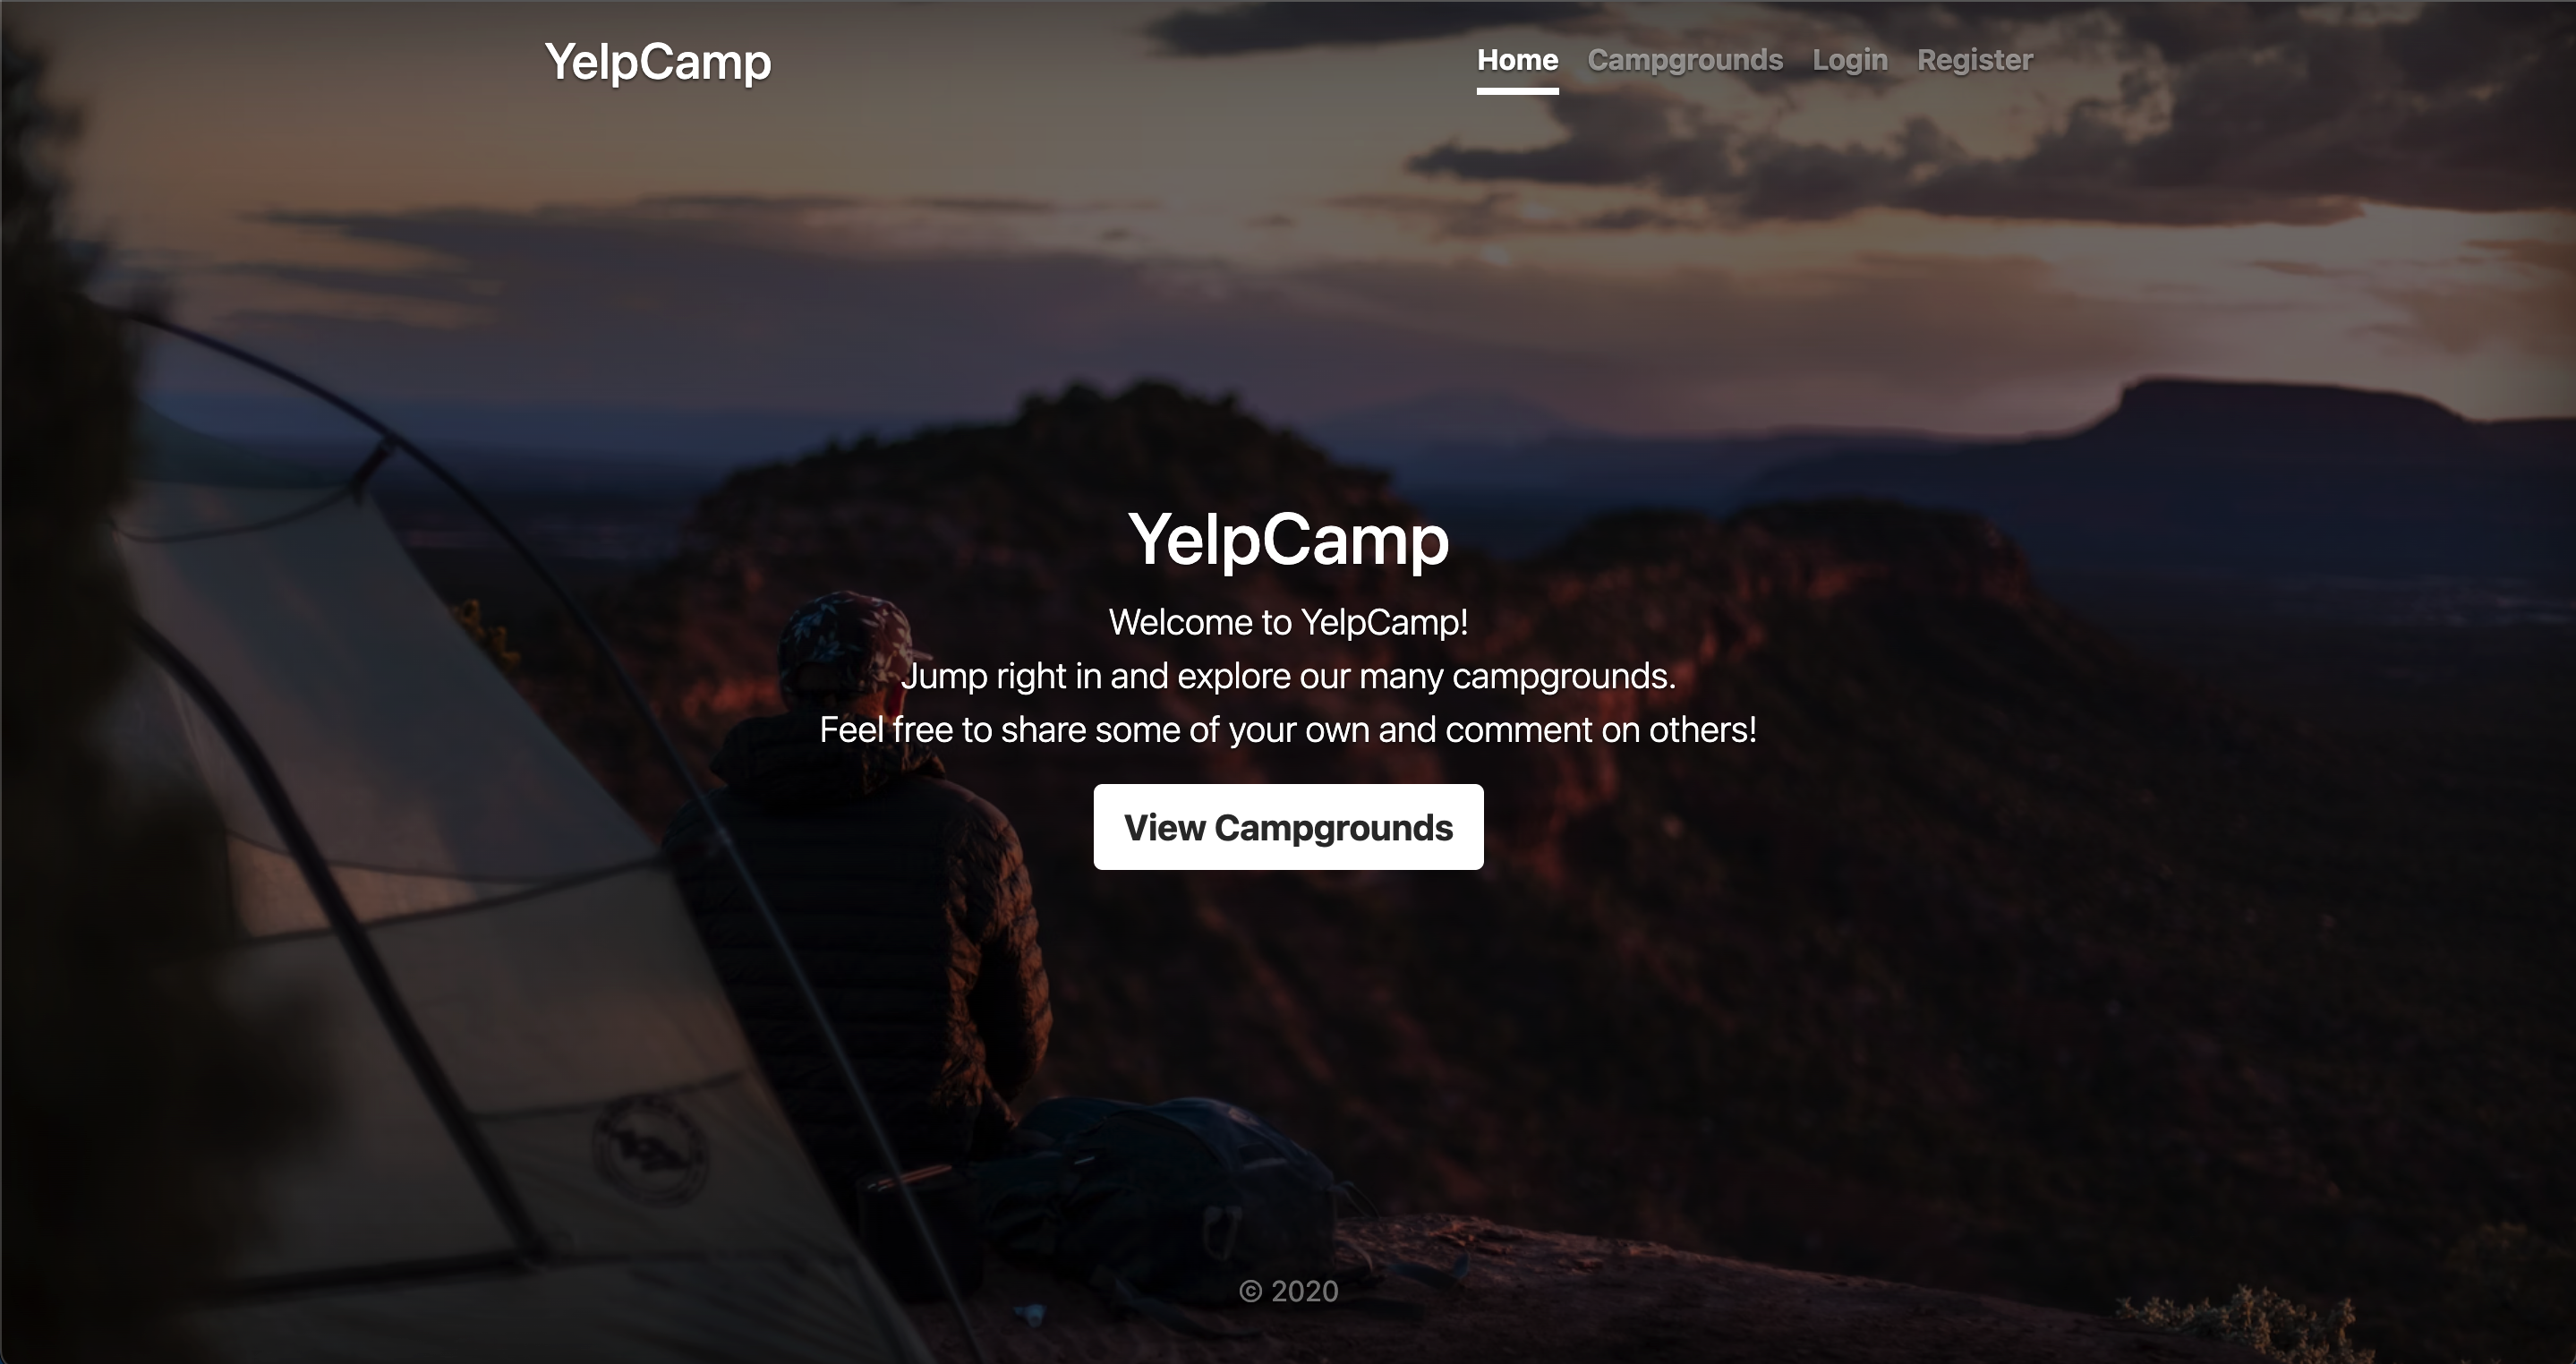 YelpCamp
Home Campgrounds Login Register
YelpCamp
Welcome to YelpCamp!
Jump right in and explore our many campgrounds.
Feel free to share some of your own and comment on others!
View Campgrounds
© 2020